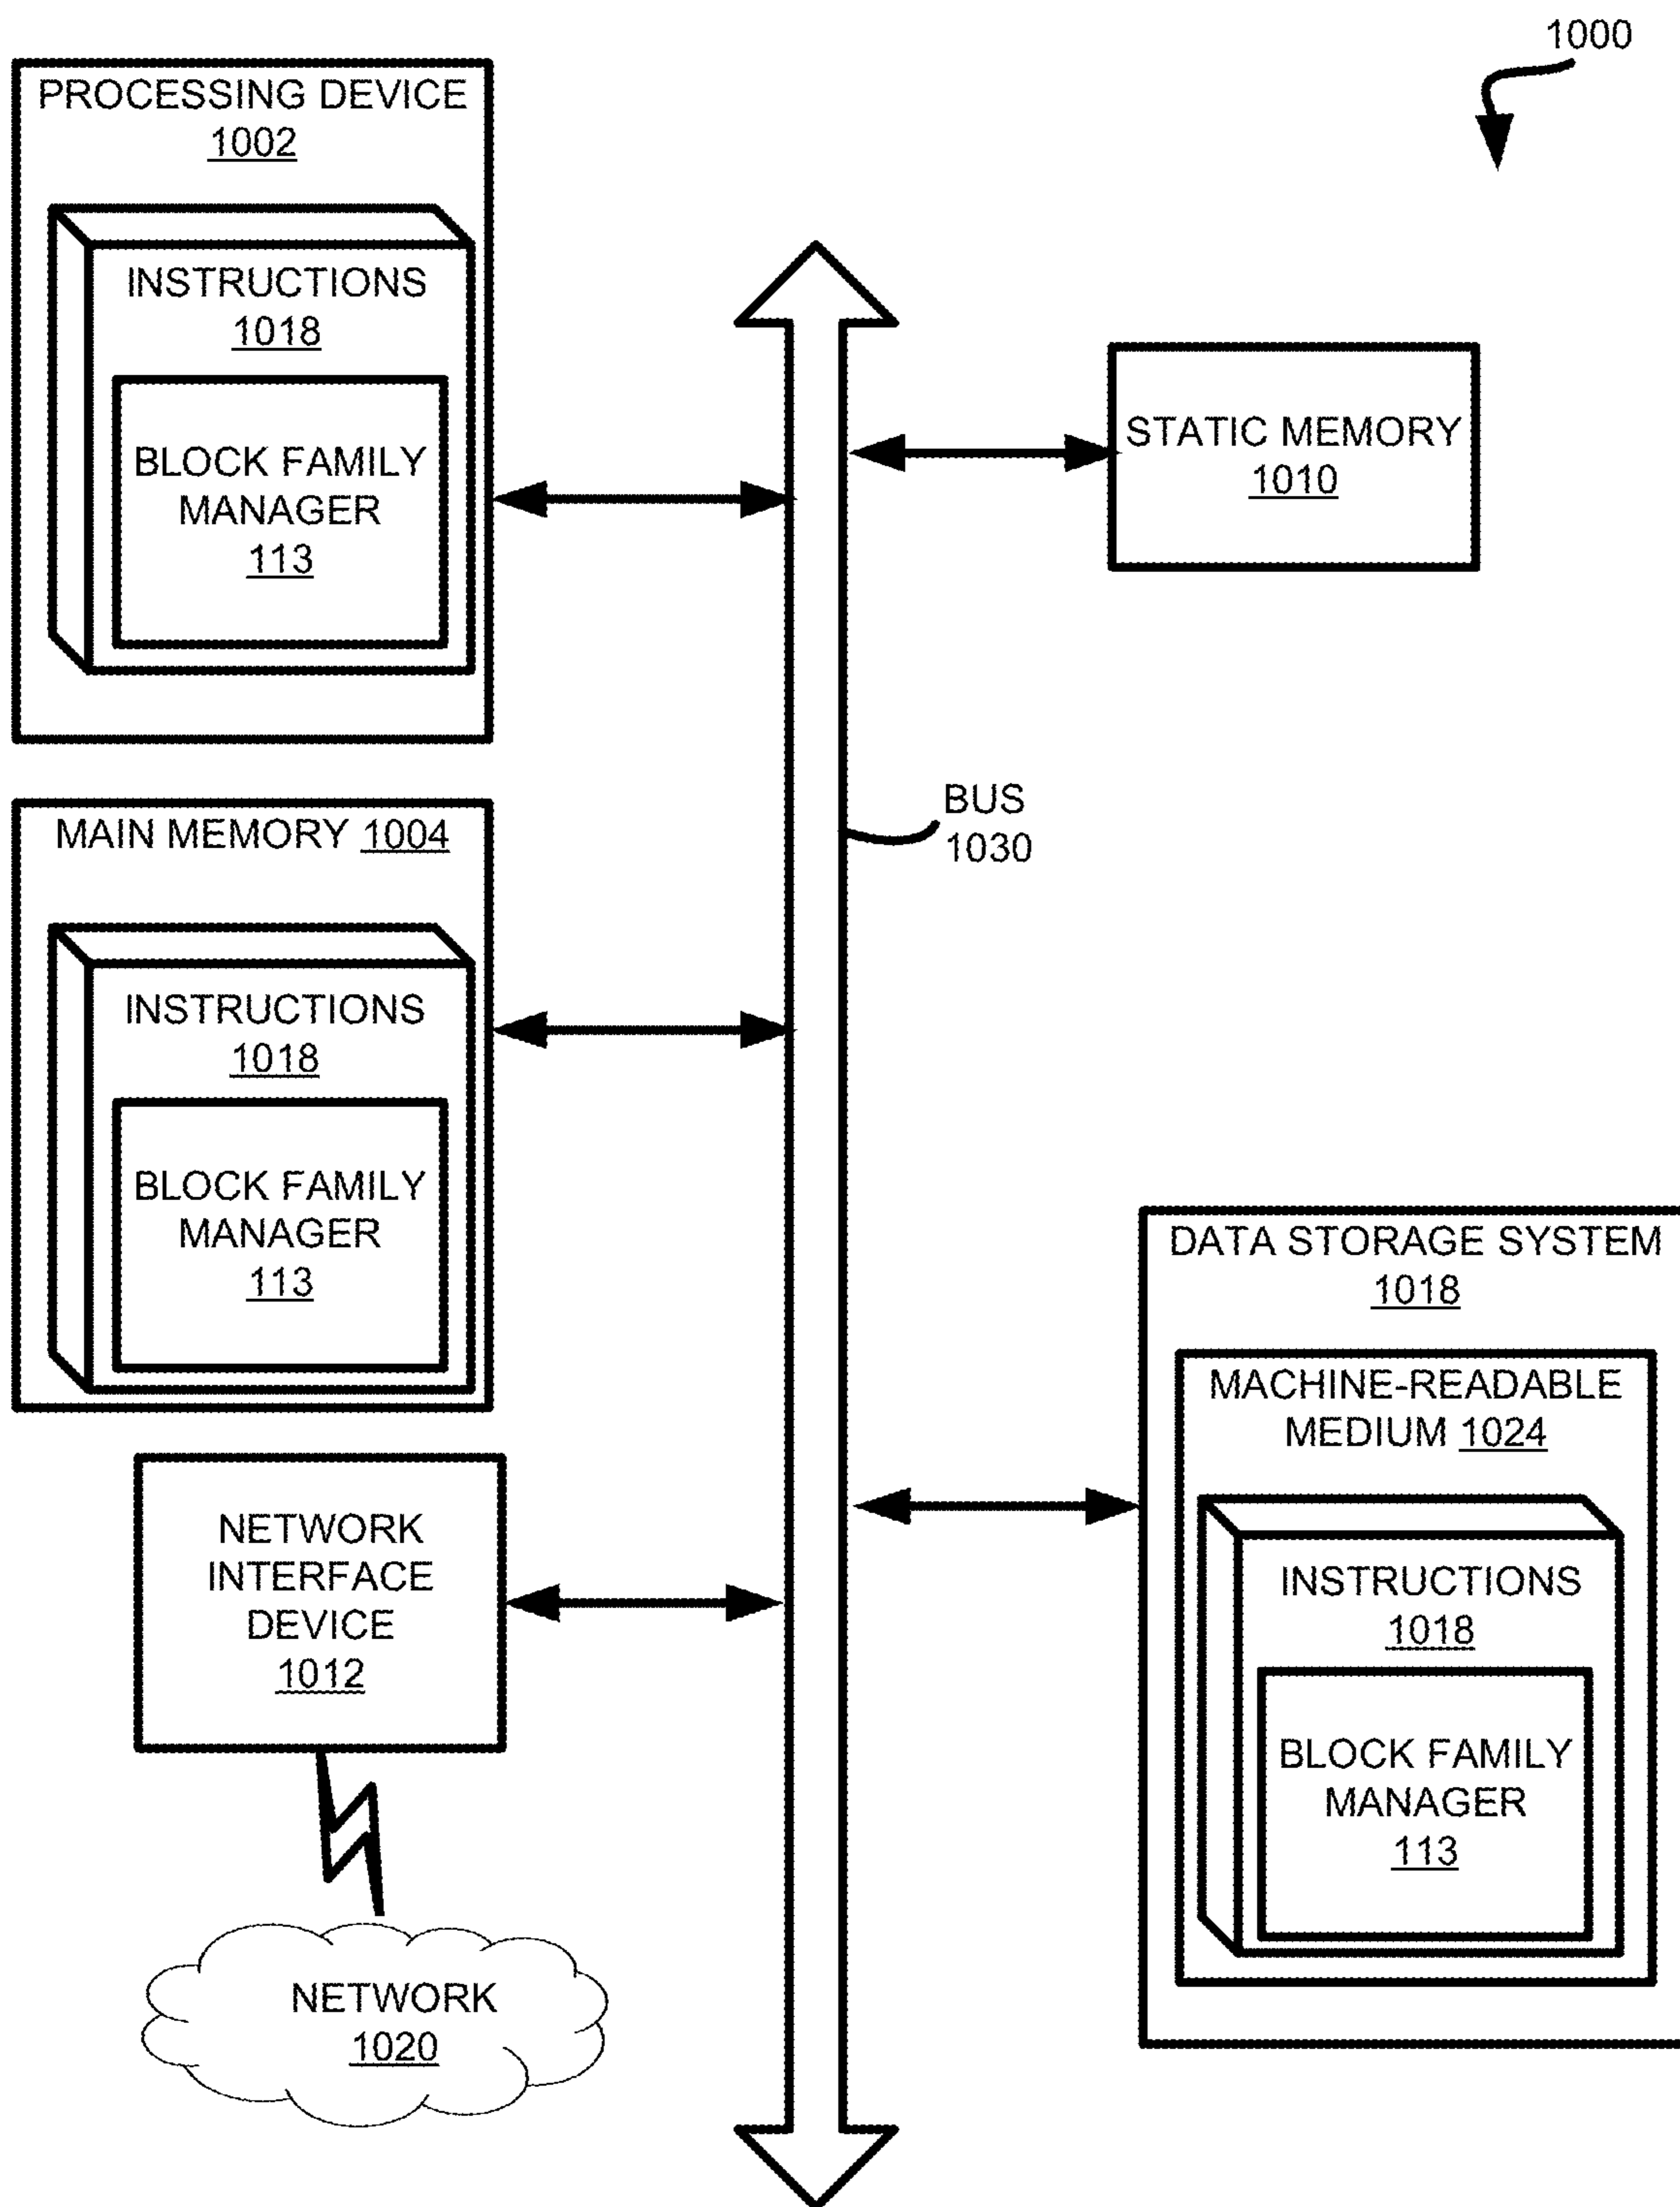 1000
PROCESSING DEVICE
1002
INSTRUCTIONS
1018
BLOCK FAMILY
MANAGER
113
STATIC MEMORY
1010
BUS
1030
MAIN MEMORY 1004
INSTRUCTIONS
1018
BLOCK FAMILY
MANAGER
113
DATA STORAGE SYSTEM
1018
MACHINE-READABLE
MEDIUM 1024
INSTRUCTIONS
1018
BLOCK FAMILY
MANAGER
113
NETWORK
INTERFACE
DEVICE
1012
NETWORK
1020